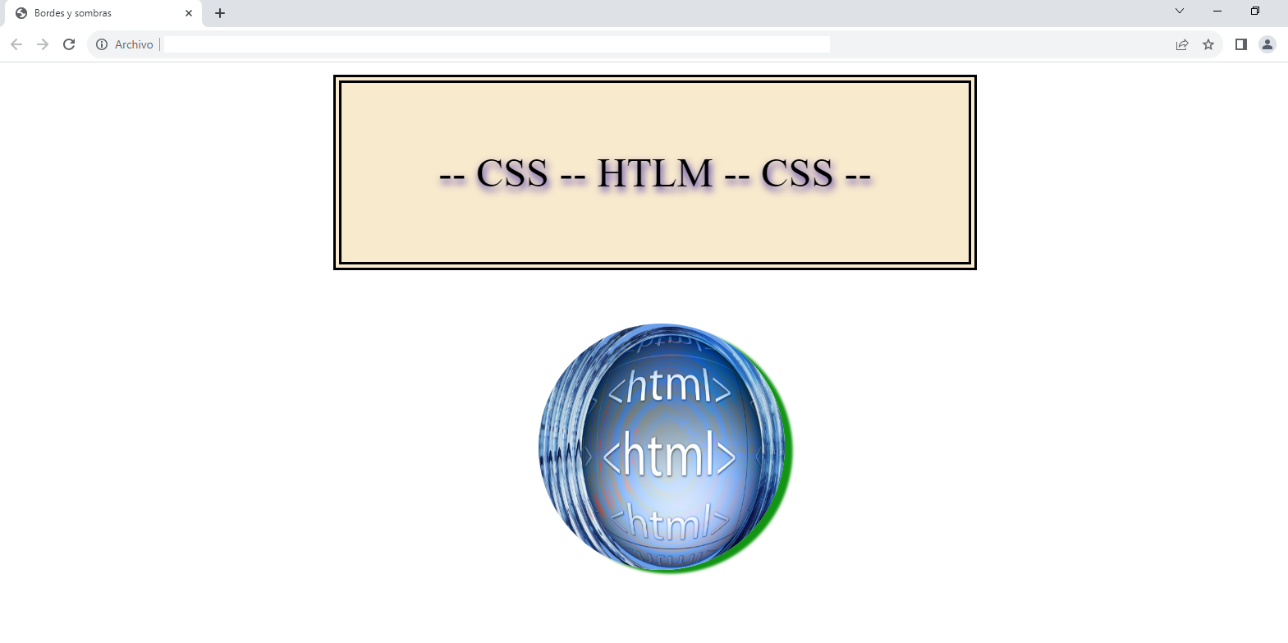 Bordes y sombras
Archivo
-- CSS -- HTLM -- CSS --
<html>
<html>
<html>